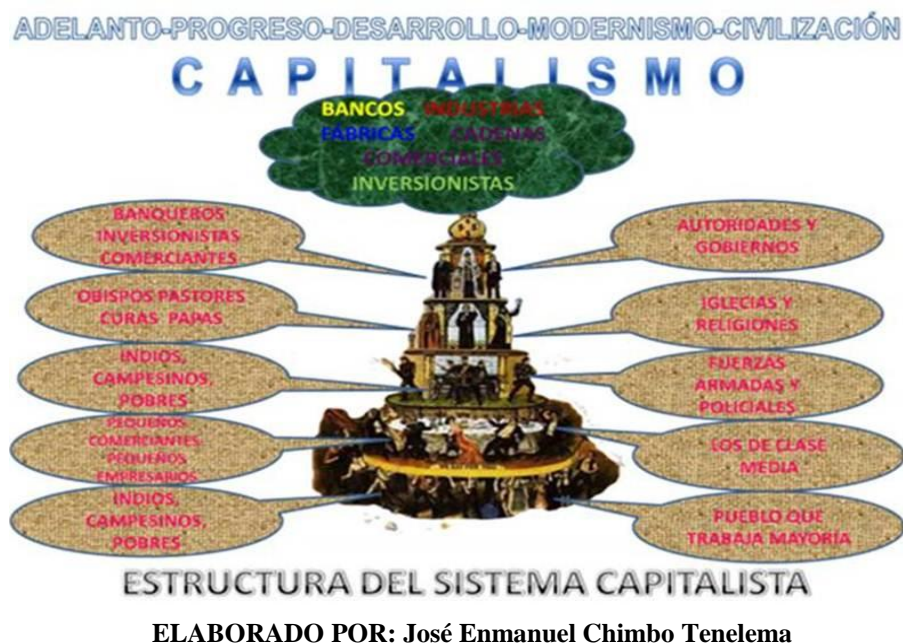 ADELANTO-PROGRESO-DESARROLLO-MODERNISMO-CIVILIZACIÓN
CAPITALISMO
BANCOS INDUSTRIAS
FÁBRICAS CADENAS
COMERCIALES
INVERSIONISTAS
BANQUEROS
INVERSIONISTAS
COMERCIANTES
AUTORIDADES Y
GOBIERNOS
OBISPOS PASTORES
CURAS PAPAS
IGLECIAS Y
RELIGIONES
INDIOS,
CAMPESINOS,
POBRES
FUERZAS
ARMADAS Y
POLICIALES
PEQUEÑOS
COMERCIANTES.
PEQUEÑOS
EMPRESARIOS
LOS DE CLASE
MEDIA
INDIOS,
CAMPESINOS,
POBRES
PUEBLO QUE
TRABAJA MAYORÍA
ESTRUCTURA DEL SISTEMA CAPITALISTA
ELABORADO POR: José Enmanuel Chimbo Tenelema